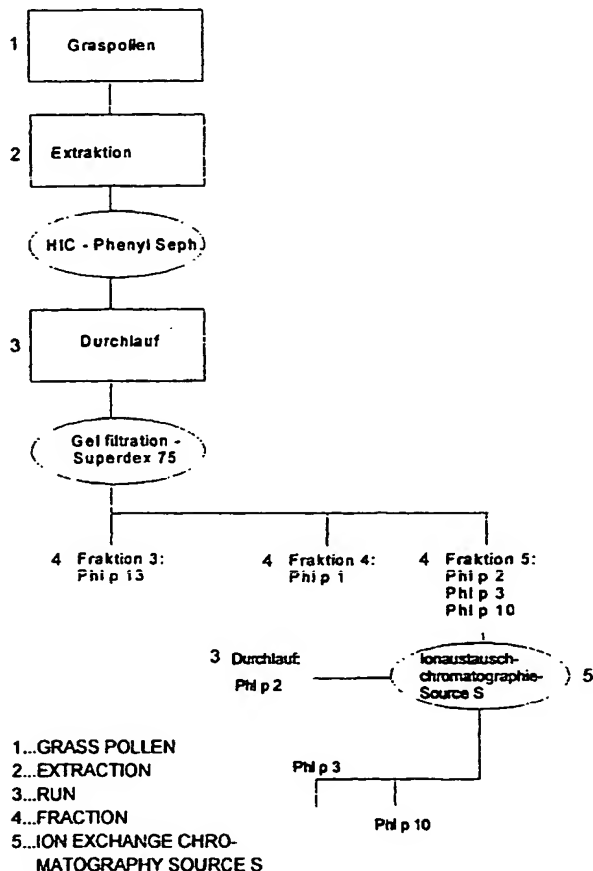 1 Graspollen
2 Extraktion
HIC - Phenyl Seph.
3 Durchlauf
Gel filtration -
Superdex 75
4 Fraktion 3:
Phl p 13
4 Fraktion 4:
Phl p 1
4 Fraktion 5:
Phl p 2
Phl p 3
Phl p 10
3 Durchlauf:
Phl p 2
Ionaustausch-
chromatographie-
Source S
5
Phl p 3
Phl p 10
1...GRASS POLLEN
2...EXTRACTION
3...RUN
4...FRACTION
5...ION EXCHANGE CHRO-
MATOGRAPHY SOURCE S